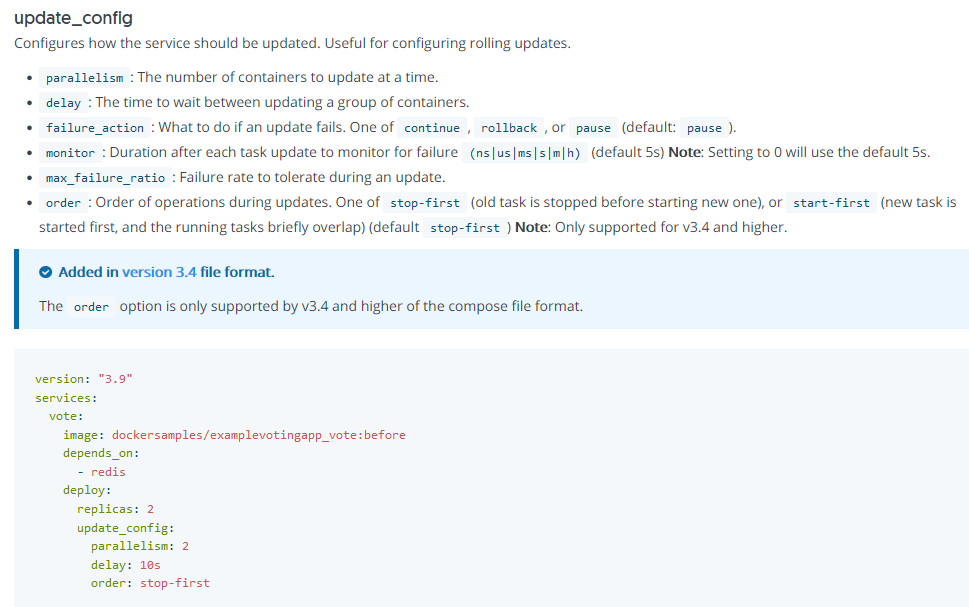 update_config
Configures how the service should be updated. Useful for configuring rolling updates.
• parallelism : The number of containers to update at a time.
• delay : The time to wait between updating a group of containers.
• failure_action : What to do if an update fails. One of continue , rollback , or pause (default: pause ).
• monitor : Duration after each task update to monitor for failure (ns|us|ms|s|m|h) (default 5s) Note: Setting to 0 will use the default 5s.
• max_failure_ratio : Failure rate to tolerate during an update.
• order : Order of operations during updates. One of stop-first (old task is stopped before starting new one), or start-first (new task is
started first, and the running tasks briefly overlap) (default stop-first ) Note: Only supported for v3.4 and higher.
Added in version 3.4 file format.
The order option is only supported by v3.4 and higher of the compose file format.
version: "3.9"
services:
  vote:
    image: dockersamples/examplevotingapp_vote:before
    depends_on:
      - redis
    deploy:
      replicas: 2
      update_config:
        parallelism: 2
        delay: 10s
        order: stop-first